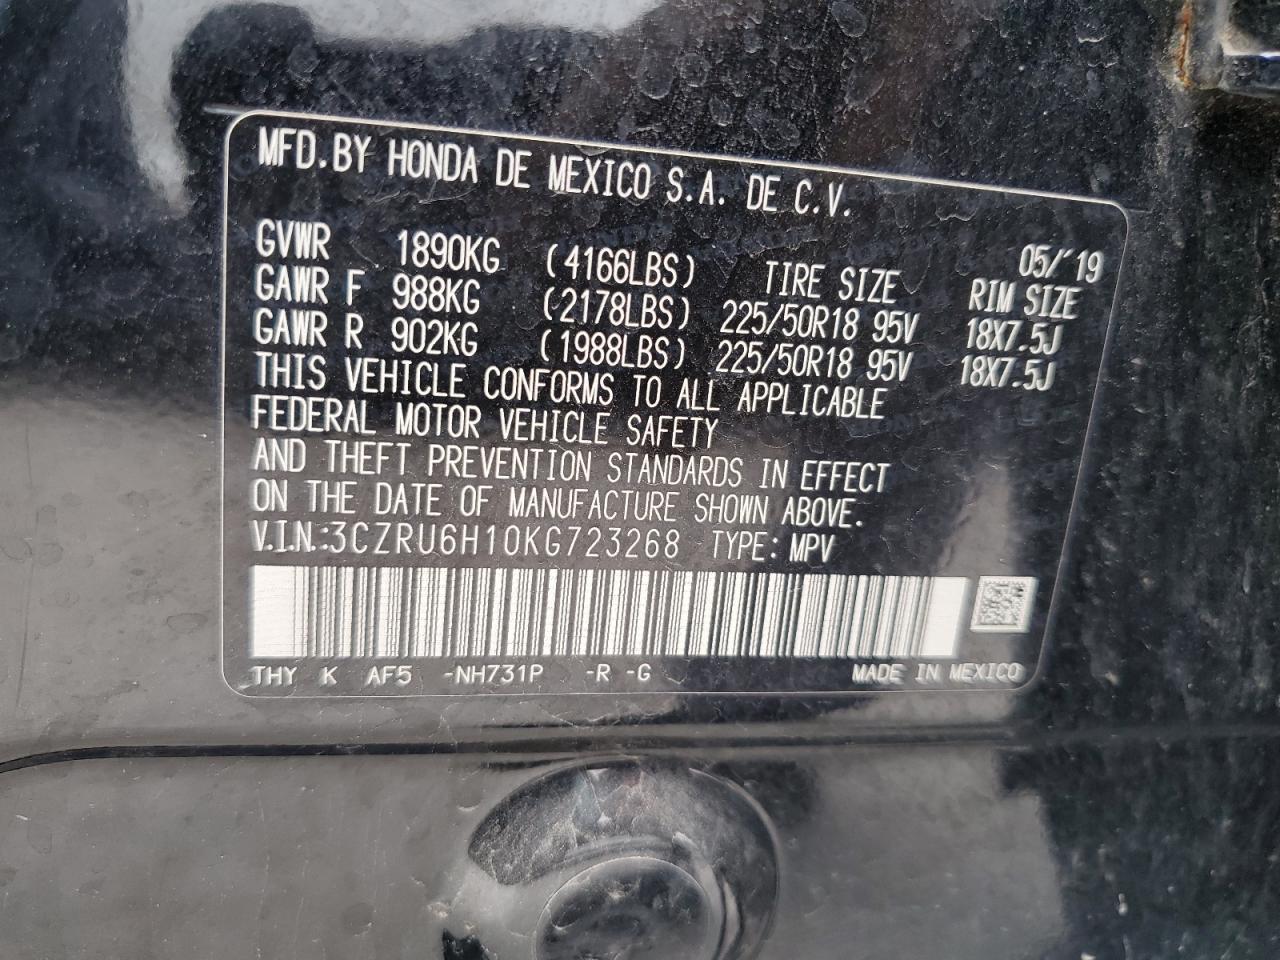 MFD.BY HONDA DE MEXICO S.A. DE C.V.
05/'19
GVWR 1890KG (4166LBS) TIRE SIZE RIM SIZE
GAWR F 988KG (2178LBS) 225/50R18 95V 18X7.5J
GAWR R 902KG (1988LBS) 225/50R18 95V 18X7.5J
THIS VEHICLE CONFORMS TO ALL APPLICABLE
FEDERAL MOTOR VEHICLE SAFETY
AND THEFT PREVENTION STANDARDS IN EFFECT
ON THE DATE OF MANUFACTURE SHOWN ABOVE.
V.I.N.:3CZRU6H10KG723268 TYPE: MPV
THY K AF5 -NH731P -R -G MADE IN MEXICO